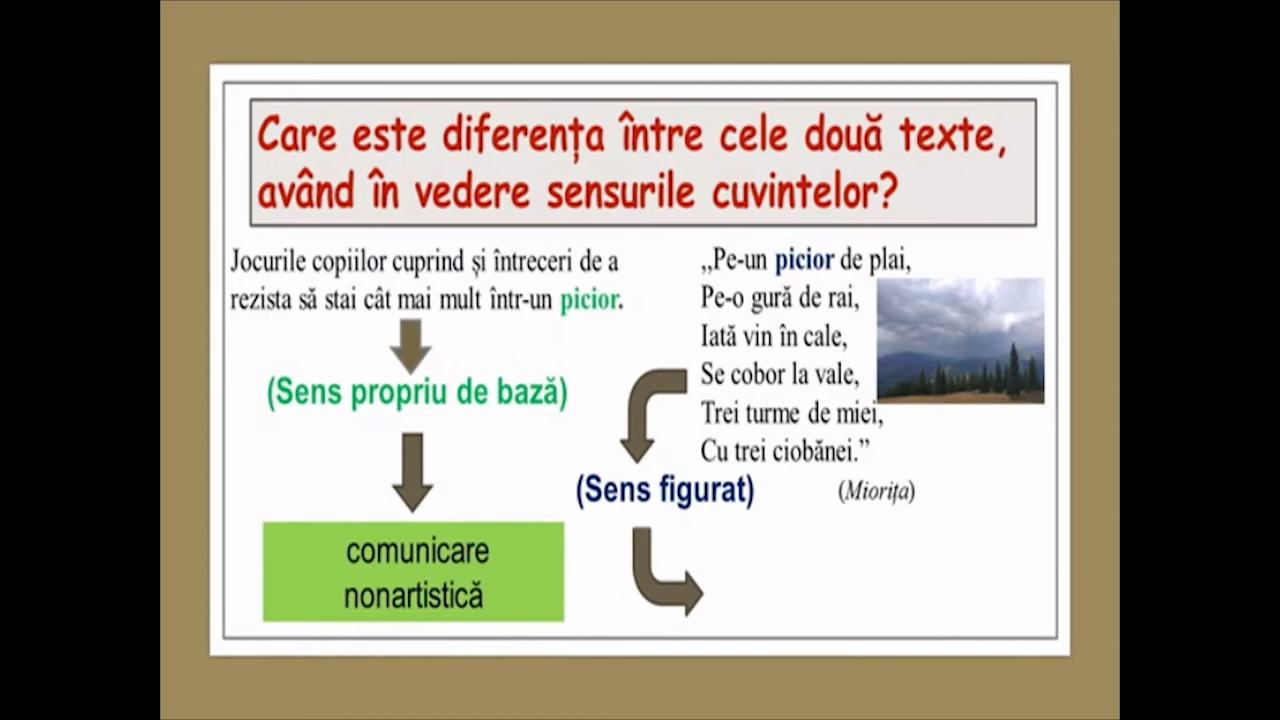 Care este diferența între cele două texte,
având în vedere sensurile cuvintelor?
Jocurile copiilor cuprind și întreceri de a
rezista să stai cât mai mult într-un picior.
(Sens propriu de bază)
comunicare
nonartistică
„Pe-un picior de plai,
Pe-o gură de rai,
Iată vin în cale,
Se cobor la vale,
Trei turme de miei,
Cu trei ciobănei.”
(Miorița)
(Sens figurat)